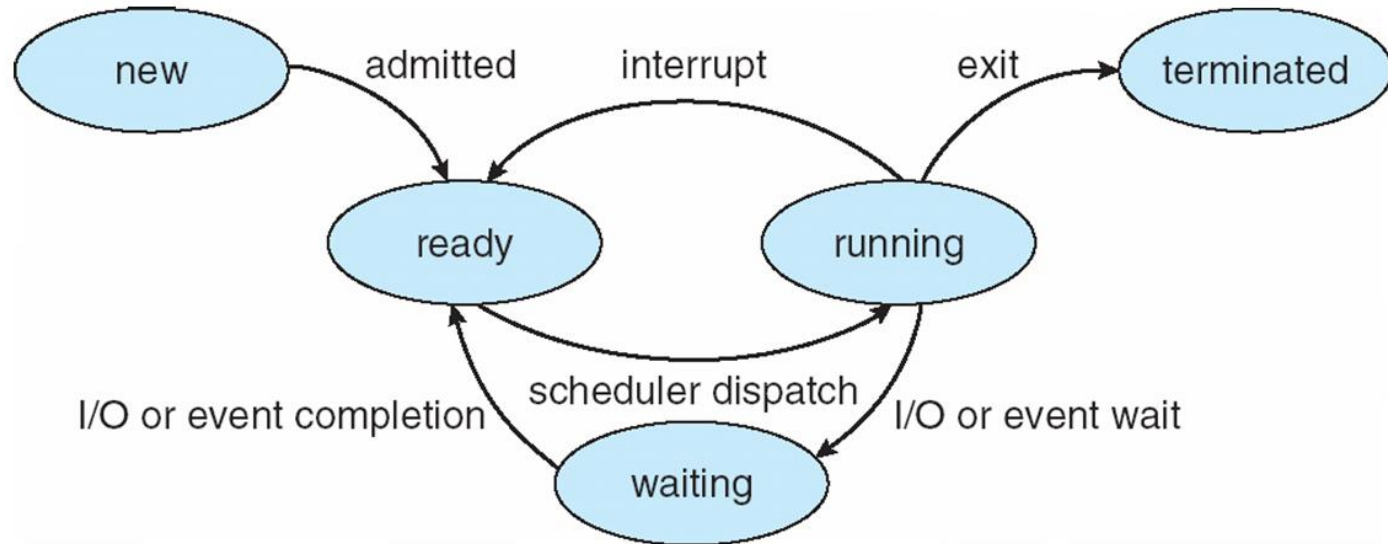 new
admitted
interrupt
exit
terminated
ready
running
scheduler dispatch
I/O or event completion
I/O or event wait
waiting